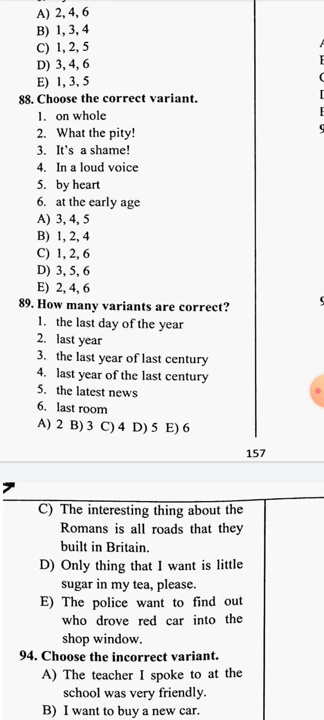 A) 2, 4, 6
B) 1, 3, 4
C) 1, 2, 5
D) 3, 4, 6
E) 1, 3, 5
88. Choose the correct variant.
1. on whole
2. What the pity!
3. It's a shame!
4. In a loud voice
5. by heart
6. at the early age
A) 3, 4, 5
B) 1, 2, 4
C) 1, 2, 6
D) 3, 5, 6
E) 2, 4, 6
89. How many variants are correct?
1. the last day of the year
2. last year
3. the last year of last century
4. last year of the last century
5. the latest news
6. last room
A) 2 B) 3 C) 4 D) 5 E) 6
157
C) The interesting thing about the
Romans is all roads that they
built in Britain.
D) Only thing that I want is little
sugar in my tea, please.
E) The police want to find out
who drove red car into the
shop window.
94. Choose the incorrect variant.
A) The teacher I spoke to at the
school was very friendly.
B) I want to buy a new car.